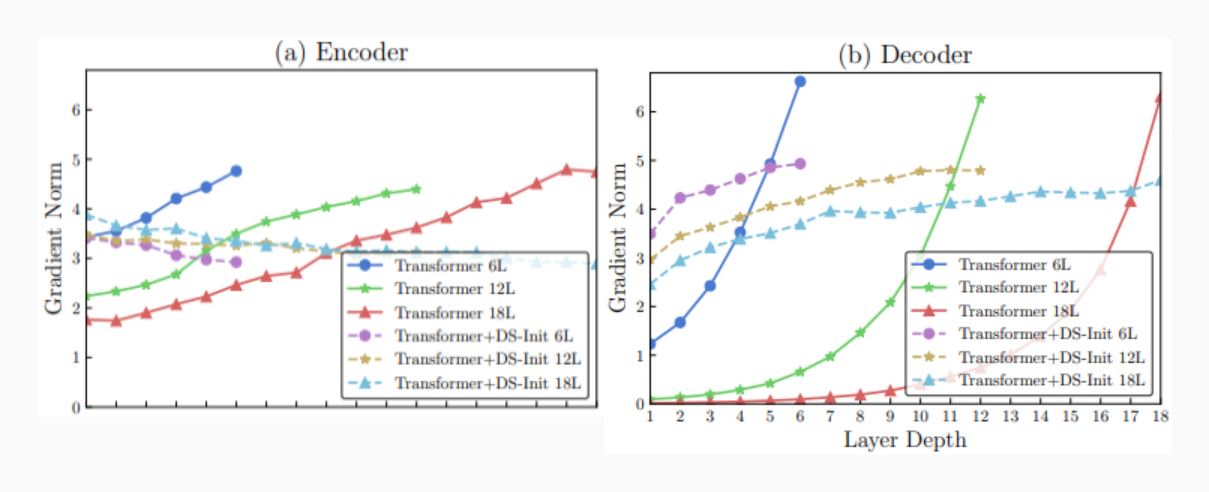 (a) Encoder
Gradient Norm
6
5
4
3
2
1
0
Transformer 6L
Transformer 12L
Transformer 18L
Transformer+DS-Init 6L
Transformer+DS-Init 12L
Transformer+DS-Init 18L
(b) Decoder
Gradient Norm
6
5
4
3
2
1
0
Transformer 6L
Transformer 12L
Transformer 18L
Transformer+DS-Init 6L
Transformer+DS-Init 12L
Transformer+DS-Init 18L
1 2 3 4 5 6 7 8 9 10 11 12 13 14 15 16 17 18
Layer Depth